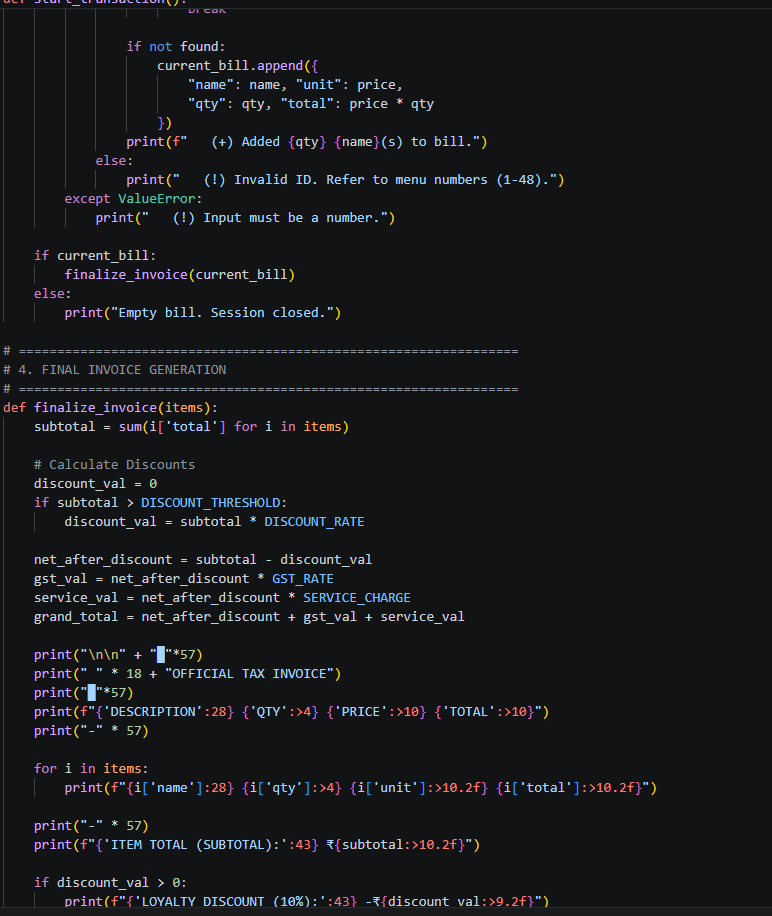 def start_transaction():
break
if not found:
current_bill.append({
"name": name, "unit": price,
"qty": qty, "total": price * qty
})
print(f"   (+) Added {qty} {name}(s) to bill.")
else:
print("   (!) Invalid ID. Refer to menu numbers (1-48).")
except ValueError:
print("   (!) Input must be a number.")
if current_bill:
finalize_invoice(current_bill)
else:
print("Empty bill. Session closed.")
# =================================================================
# 4. FINAL INVOICE GENERATION
# =================================================================
def finalize_invoice(items):
subtotal = sum(i['total'] for i in items)
# Calculate Discounts
discount_val = 0
if subtotal > DISCOUNT_THRESHOLD:
discount_val = subtotal * DISCOUNT_RATE
net_after_discount = subtotal - discount_val
gst_val = net_after_discount * GST_RATE
service_val = net_after_discount * SERVICE_CHARGE
grand_total = net_after_discount + gst_val + service_val
print("\n\n" + "█"*57)
print(" " * 18 + "OFFICIAL TAX INVOICE")
print("█"*57)
print(f"{'DESCRIPTION':28} {'QTY':>4} {'PRICE':>10} {'TOTAL':>10}")
print("-" * 57)
for i in items:
print(f"{i['name']:28} {i['qty']:>4} {i['unit']:>10.2f} {i['total']:>10.2f}")
print("-" * 57)
print(f"{'ITEM TOTAL (SUBTOTAL):':43} ₹{subtotal:>10.2f}")
if discount_val > 0:
print(f"{'LOYALTY DISCOUNT (10%):':43} -₹{discount_val:>9.2f}")